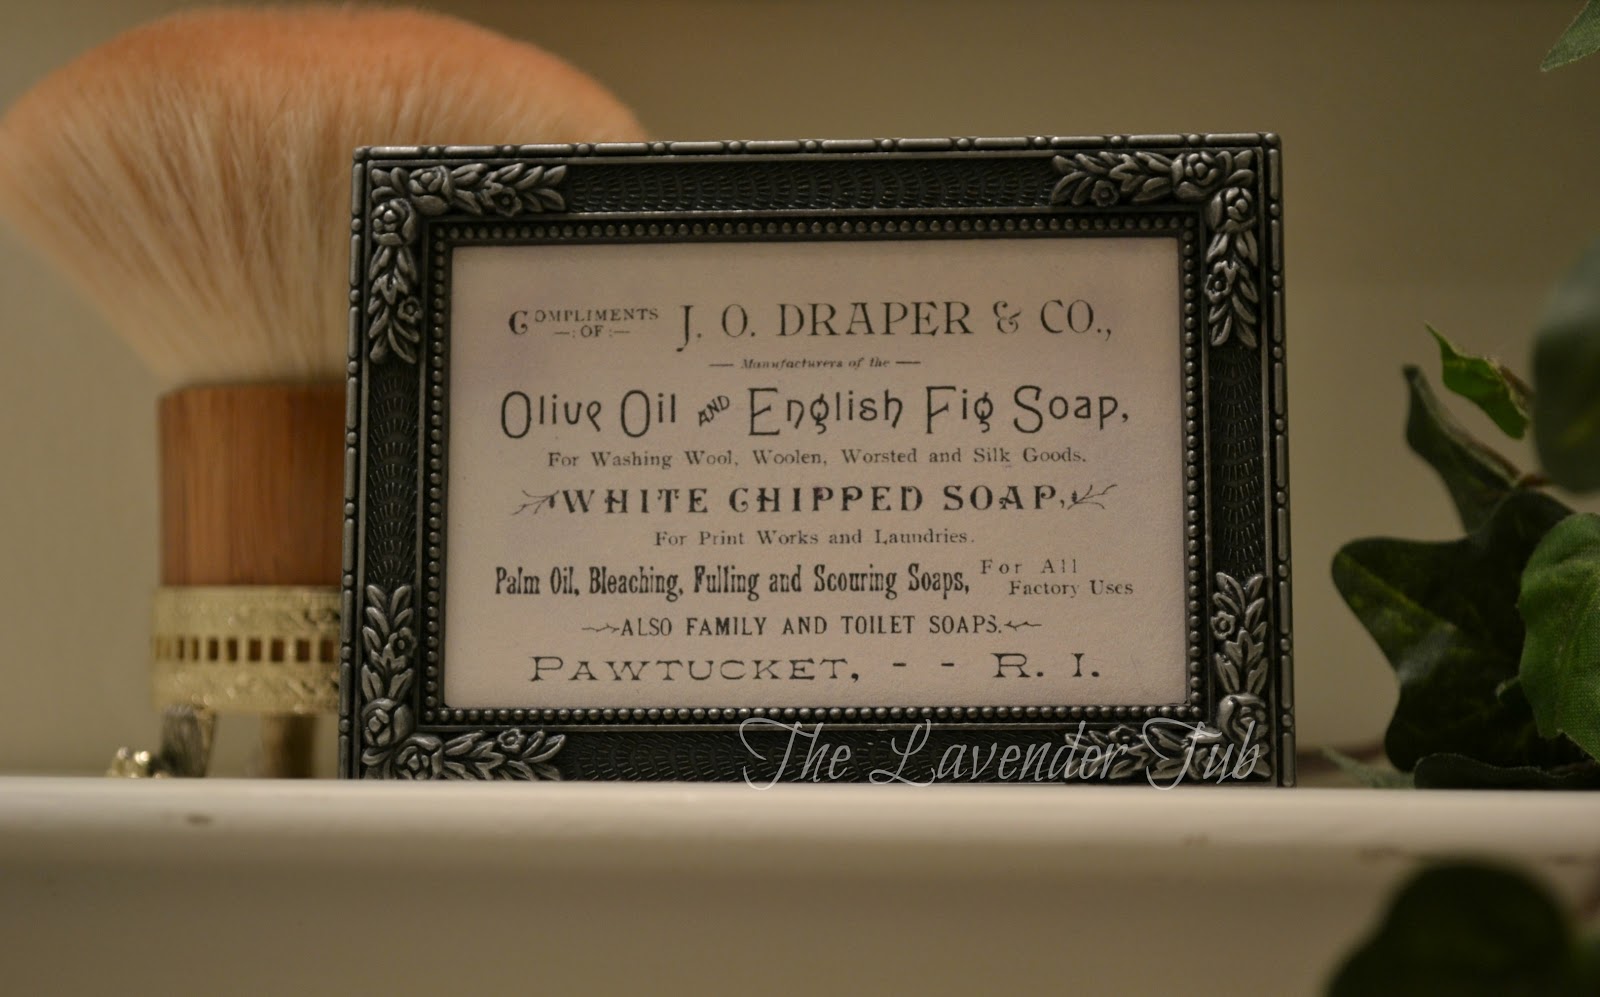 COMPLIMENTS
—: OF :—
J. O. DRAPER & CO.,
— Manufacturers of the —
Olive Oil AND English Fig Soap,
For Washing Wool, Woolen, Worsted and Silk Goods.
WHITE CHIPPED SOAP,
For Print Works and Laundries.
Palm Oil, Bleaching, Fulling and Scouring Soaps, For All
Factory Uses
ALSO FAMILY AND TOILET SOAPS.
PAWTUCKET, - - R. I.
The Lavender Tub